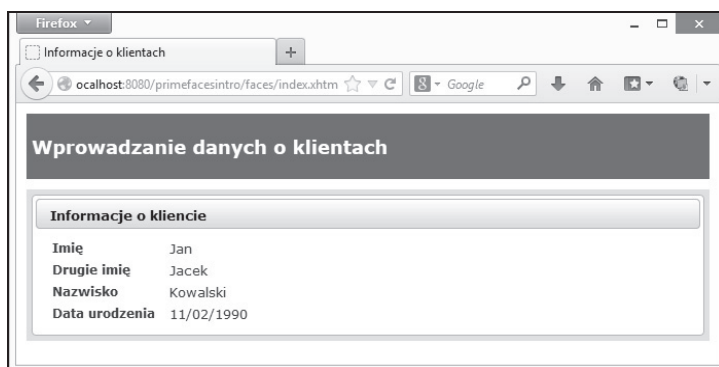 Firefox
Informacje o klientach
ocalhost:8080/primefacesintro/faces/index.xhtm
Google
Wprowadzanie danych o klientach
Informacje o kliencie
Imię Jan
Drugie imię Jacek
Nazwisko Kowalski
Data urodzenia 11/02/1990